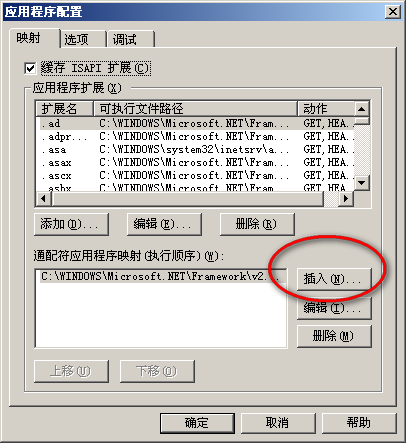 应用程序配置
映射 选项 调试
缓存 ISAPI 扩展(C)
应用程序扩展(X)
扩展名 可执行文件路径 动作
.ad C:\WINDOWS\Microsoft.NET\Fram... GET,HEA...
.adpr... C:\WINDOWS\Microsoft.NET\Fram... GET,HEA...
.asa C:\WINDOWS\system32\inetsrv\a... GET,HEA...
.asax C:\WINDOWS\Microsoft.NET\Fram... GET,HEA...
.ascx C:\WINDOWS\Microsoft.NET\Fram... GET,HEA...
.ashx C:\WINDOWS\Microsoft.NET\Fram... GET,HEA...
添加(D)... 编辑(E)... 删除(R)
通配符应用程序映射(执行顺序)(W):
C:\WINDOWS\Microsoft.NET\Framework\v2...
插入(N)...
编辑(I)...
删除(M)
上移(U) 下移(O)
确定 取消 帮助